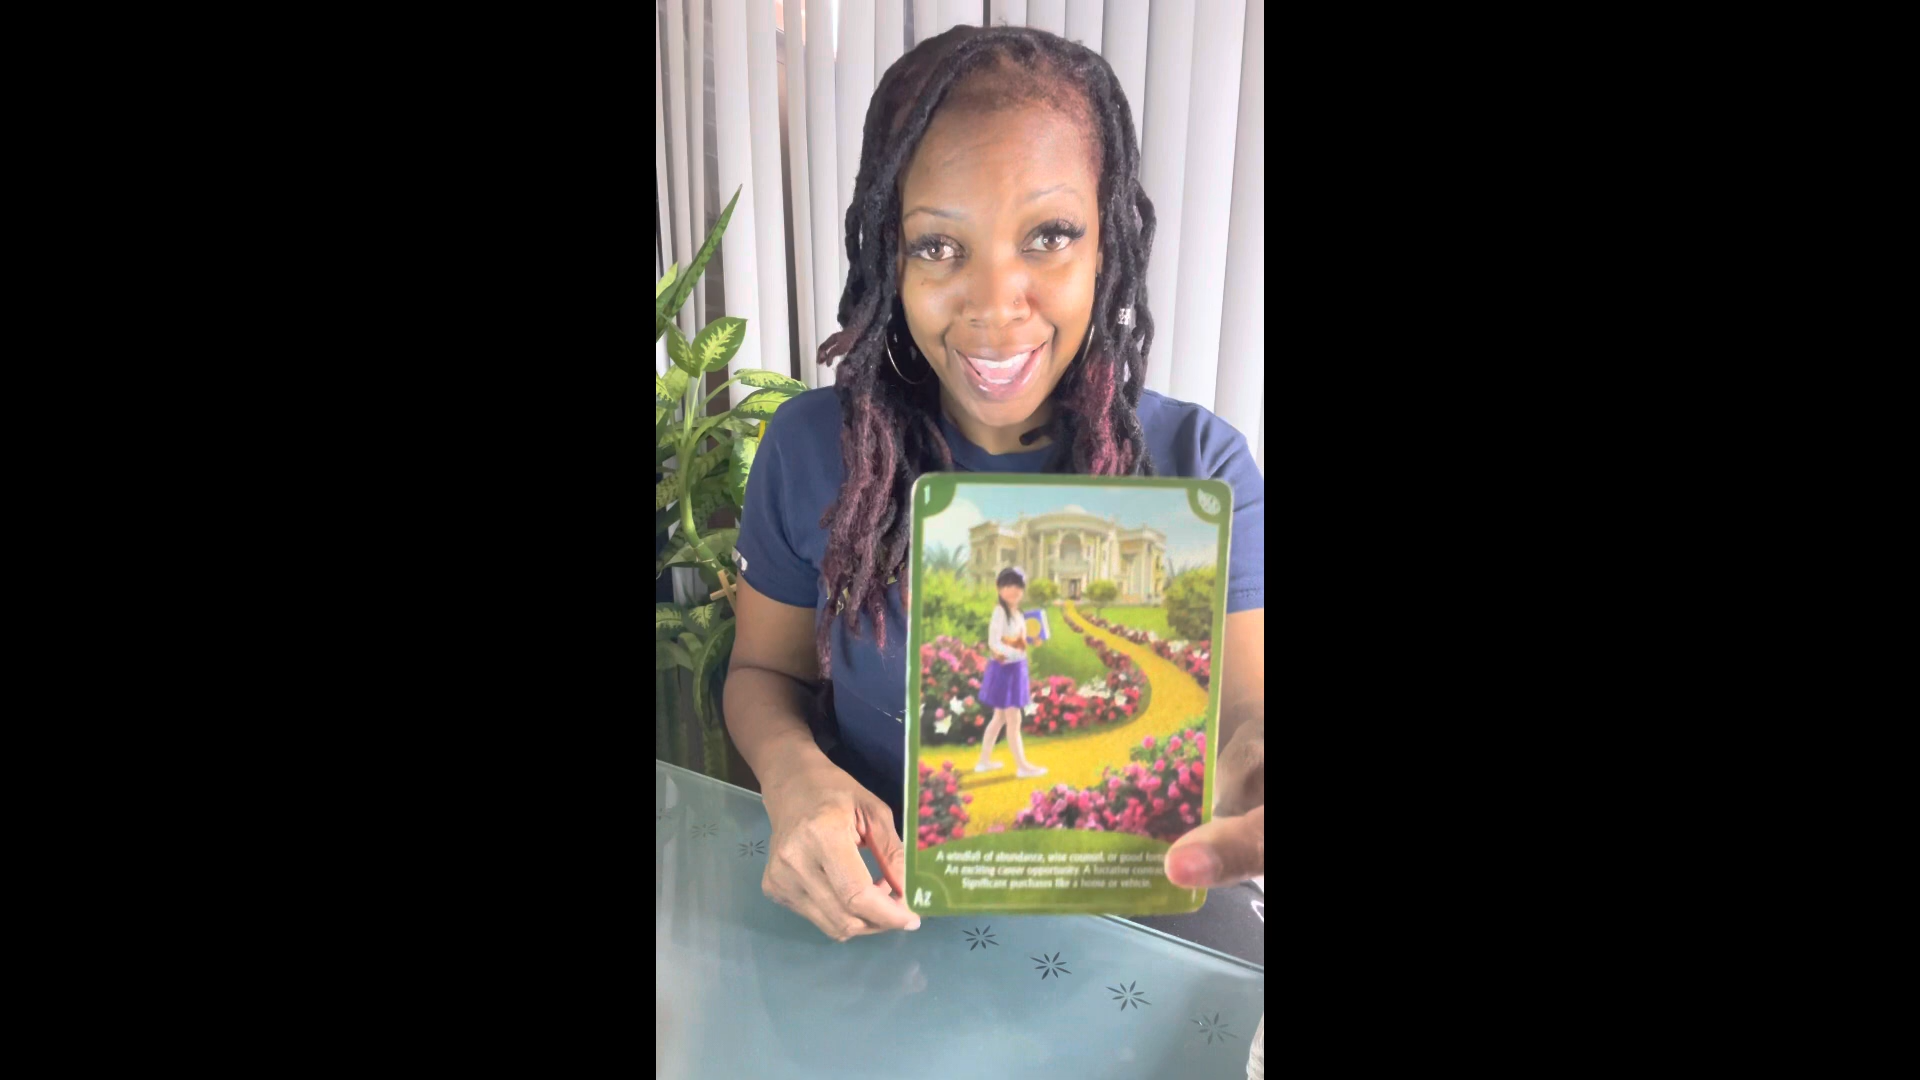 1
A windfall of abundance, wise counsel, or good
An exciting career opportunity. A lucrative
Significant purchases like a home or vehicle.
Az